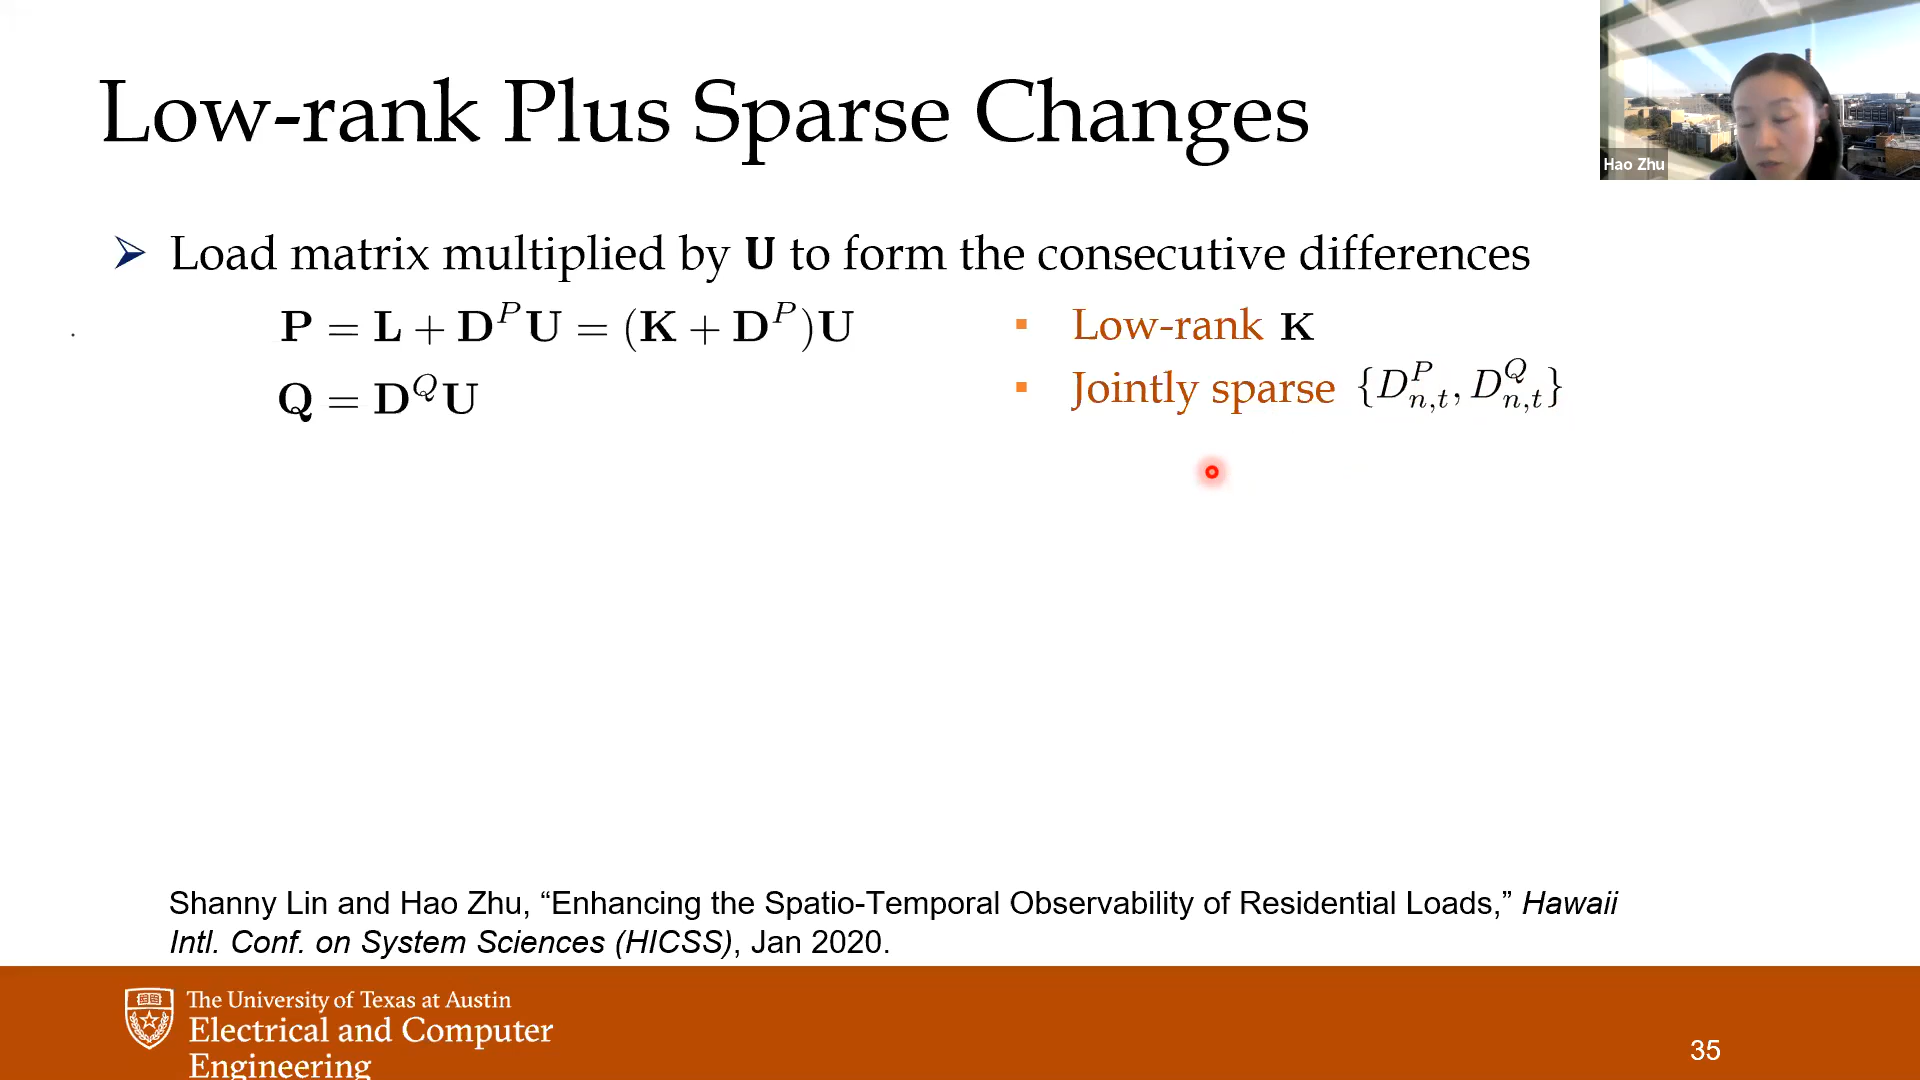 Low-rank Plus Sparse Changes
Hao Zhu
➢ Load matrix multiplied by U to form the consecutive differences
P = L + D^P U = (K + D^P)U
Q = D^Q U
▪ Low-rank K
▪ Jointly sparse {D^P_{n,t}, D^Q_{n,t}}
Shanny Lin and Hao Zhu, “Enhancing the Spatio-Temporal Observability of Residential Loads,” Hawaii
Intl. Conf. on System Sciences (HICSS), Jan 2020.
The University of Texas at Austin
Electrical and Computer
Engineering
35